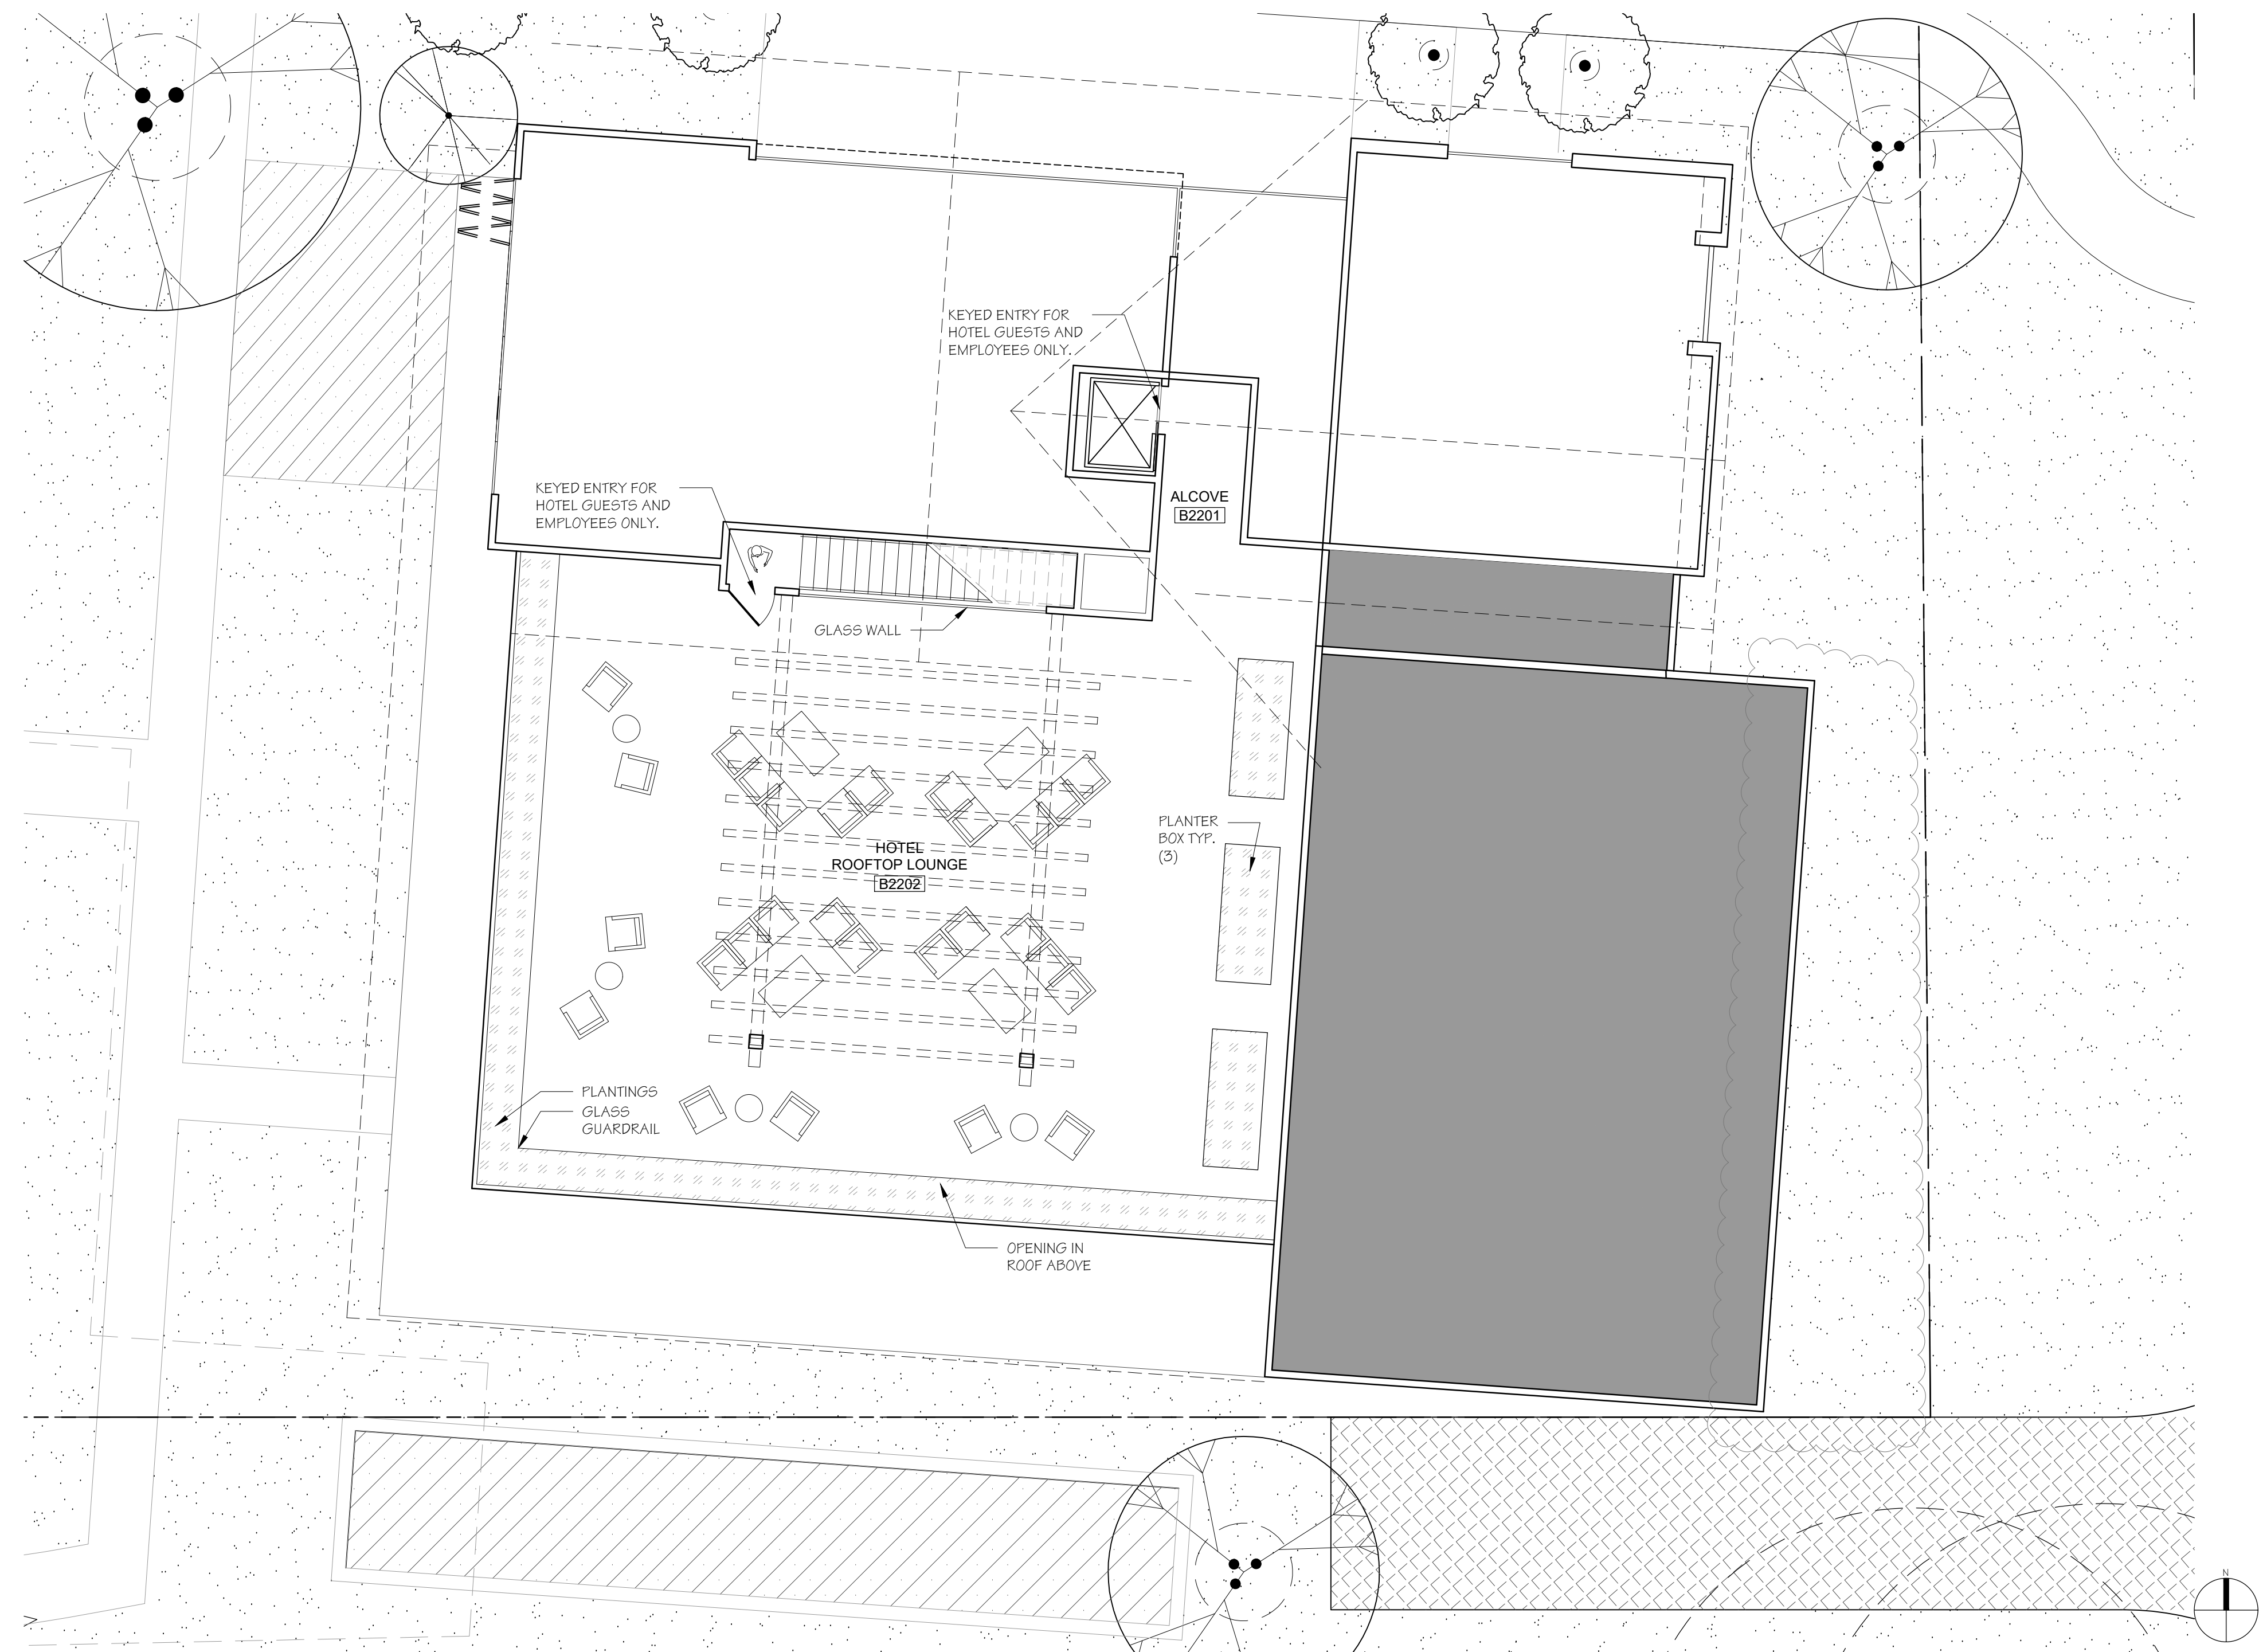 KEYED ENTRY FOR
HOTEL GUESTS AND
EMPLOYEES ONLY.
KEYED ENTRY FOR
HOTEL GUESTS AND
EMPLOYEES ONLY.
ALCOVE
B2201
GLASS WALL
PLANTER
BOX TYP.
(3)
HOTEL
ROOFTOP LOUNGE
B2202
PLANTINGS
GLASS
GUARDRAIL
OPENING IN
ROOF ABOVE
N